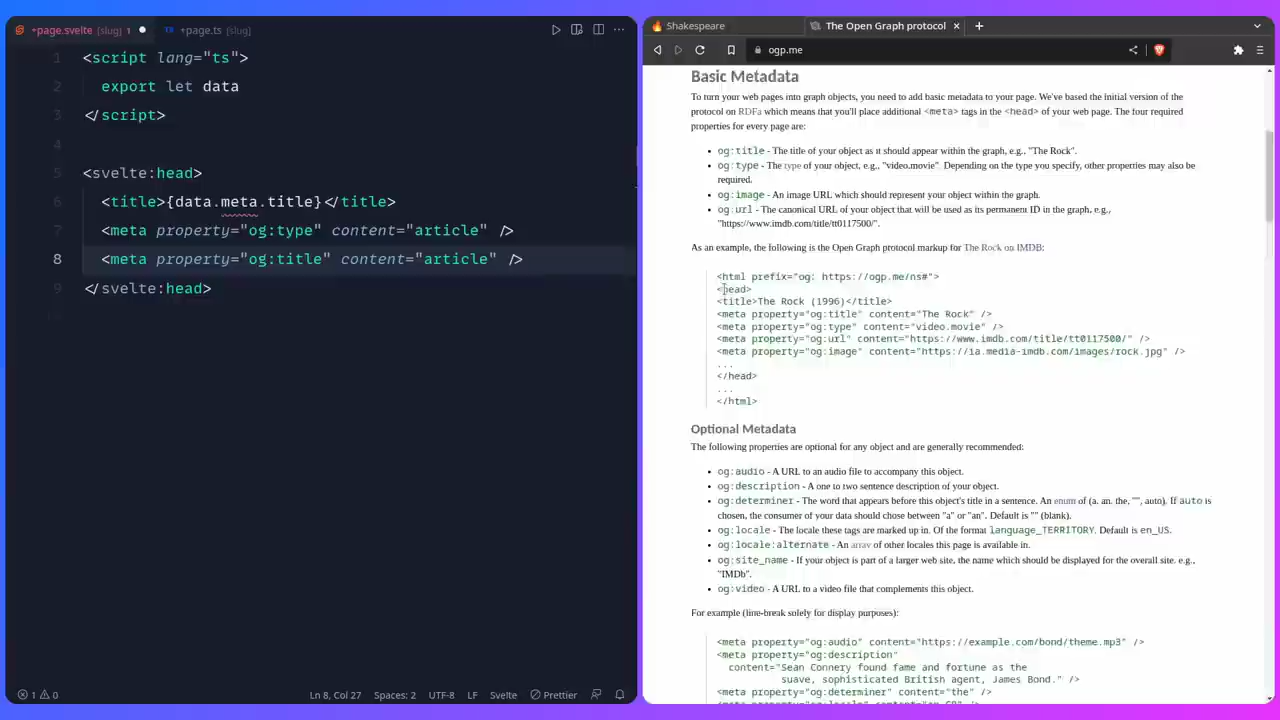 +page.svelte [slug] 1
TS +page.ts [slug]
1 <script lang="ts">
2 export let data
3 </script>
4
5 <svelte:head>
6 <title>{data.meta.title}</title>
7 <meta property="og:type" content="article" />
8 <meta property="og:title" content="article" />
9 </svelte:head>
10
1 0
Ln 8, Col 27
Spaces: 2
UTF-8
LF
Svelte
Prettier
Shakespeare
The Open Graph protocol
ogp.me
Basic Metadata
To turn your web pages into graph objects, you need to add basic metadata to your page. We've based the initial version of the
protocol on RDFa which means that you'll place additional <meta> tags in the <head> of your web page. The four required
properties for every page are:
• og:title - The title of your object as it should appear within the graph, e.g., "The Rock".
• og:type - The type of your object, e.g., "video.movie". Depending on the type you specify, other properties may also be
required.
• og:image - An image URL which should represent your object within the graph.
• og:url - The canonical URL of your object that will be used as its permanent ID in the graph, e.g.,
"https://www.imdb.com/title/tt0117500/".
As an example, the following is the Open Graph protocol markup for The Rock on IMDB:
<html prefix="og: https://ogp.me/ns#">
<head>
<title>The Rock (1996)</title>
<meta property="og:title" content="The Rock" />
<meta property="og:type" content="video.movie" />
<meta property="og:url" content="https://www.imdb.com/title/tt0117500/" />
<meta property="og:image" content="https://ia.media-imdb.com/images/rock.jpg" />
...
</head>
...
</html>
Optional Metadata
The following properties are optional for any object and are generally recommended:
• og:audio - A URL to an audio file to accompany this object.
• og:description - A one to two sentence description of your object.
• og:determiner - The word that appears before this object's title in a sentence. An enum of (a, an, the, "", auto). If auto is
chosen, the consumer of your data should chose between "a" or "an". Default is "" (blank).
• og:locale - The locale these tags are marked up in. Of the format language_TERRITORY. Default is en_US.
• og:locale:alternate - An array of other locales this page is available in.
• og:site_name - If your object is part of a larger web site, the name which should be displayed for the overall site. e.g.,
"IMDb".
• og:video - A URL to a video file that complements this object.
For example (line-break solely for display purposes):
<meta property="og:audio" content="https://example.com/bond/theme.mp3" />
<meta property="og:description"
content="Sean Connery found fame and fortune as the
suave, sophisticated British agent, James Bond." />
<meta property="og:determiner" content="the" />